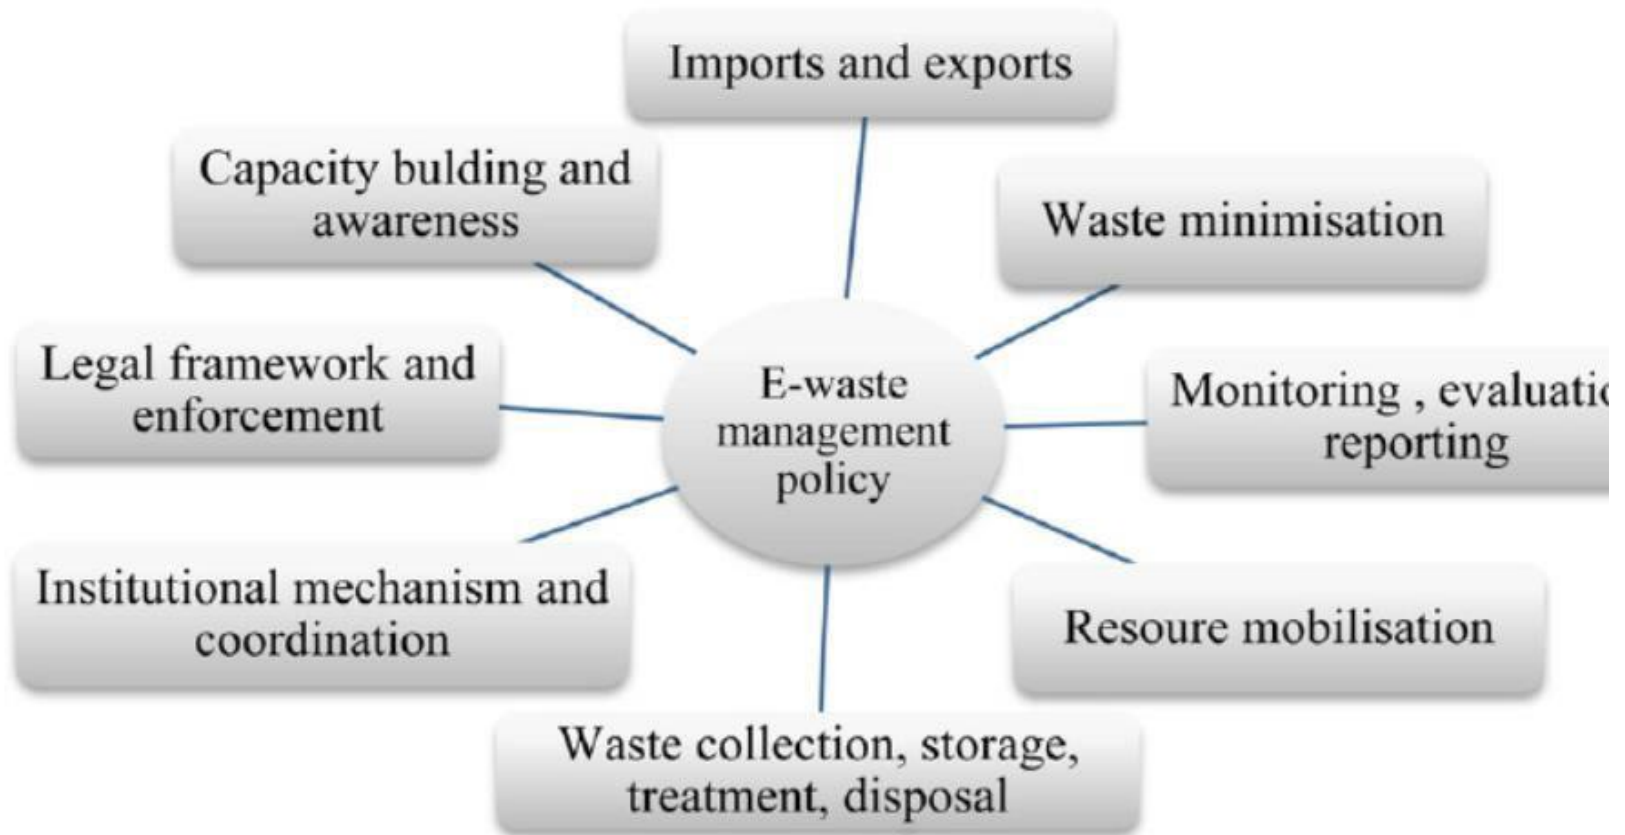 Imports and exports
Capacity bulding and
awareness
Waste minimisation
Legal framework and
enforcement
E-waste
management
policy
Monitoring ,
reporting
Institutional mechanism and
coordination
Resoure mobilisation
Waste collection, storage,
treatment, disposal